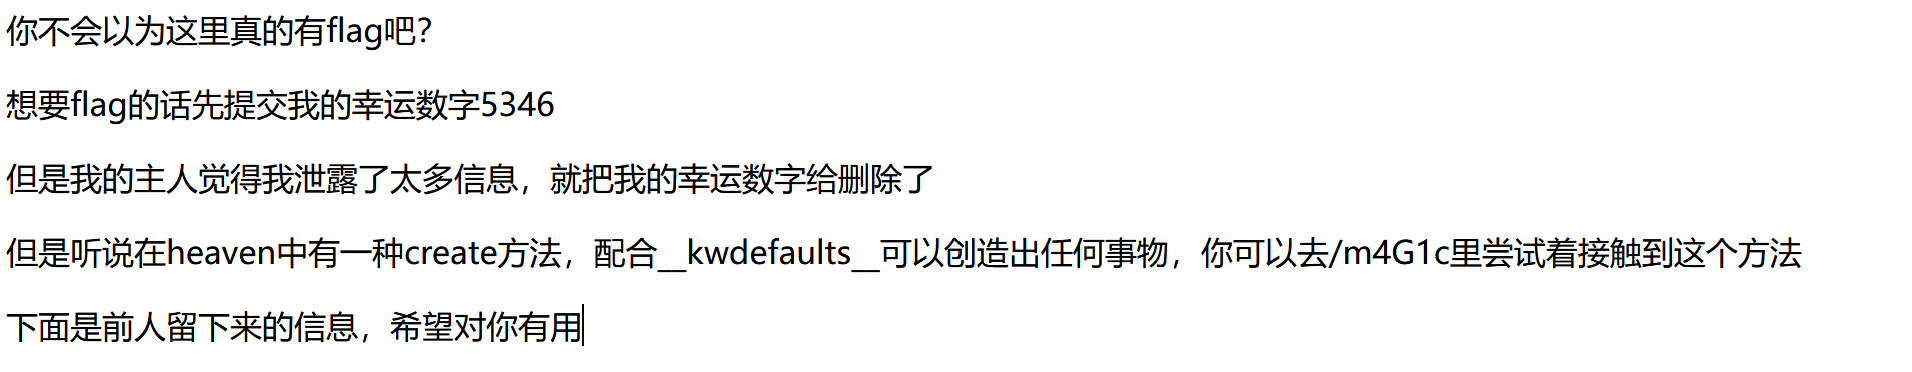 你不会以为这里真的有flag吧？
想要flag的话先提交我的幸运数字5346
但是我的主人觉得我泄露了太多信息，就把我的幸运数字给删除了
但是听说在heaven中有一种create方法，配合__kwdefaults__可以创造出任何事物，你可以去/m4G1c里尝试着接触到这个方法
下面是前人留下来的信息，希望对你有用